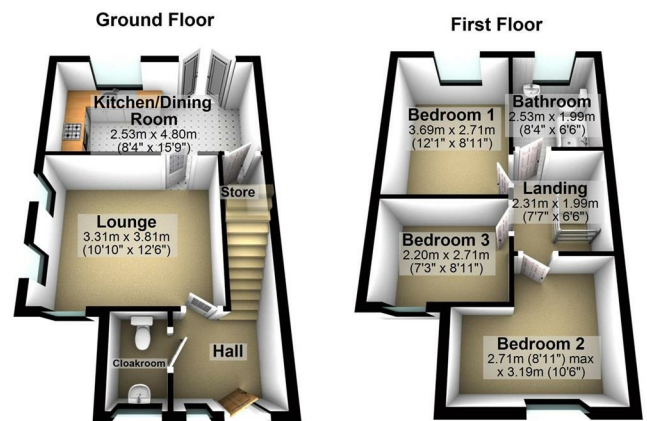 Ground Floor
Kitchen/Dining
Room
2.53m x 4.80m
(8'4" x 15'9")
Store
Lounge
3.31m x 3.81m
(10'10" x 12'6")
Hall
Cloakroom
First Floor
Bedroom 1
3.69m x 2.71m
(12'1" x 8'11")
Bathroom
2.53m x 1.99m
(8'4" x 6'6")
Landing
2.31m x 1.99m
(7'7" x 6'6")
Bedroom 3
2.20m x 2.71m
(7'3" x 8'11")
Bedroom 2
2.71m (8'11") max
x 3.19m (10'6")